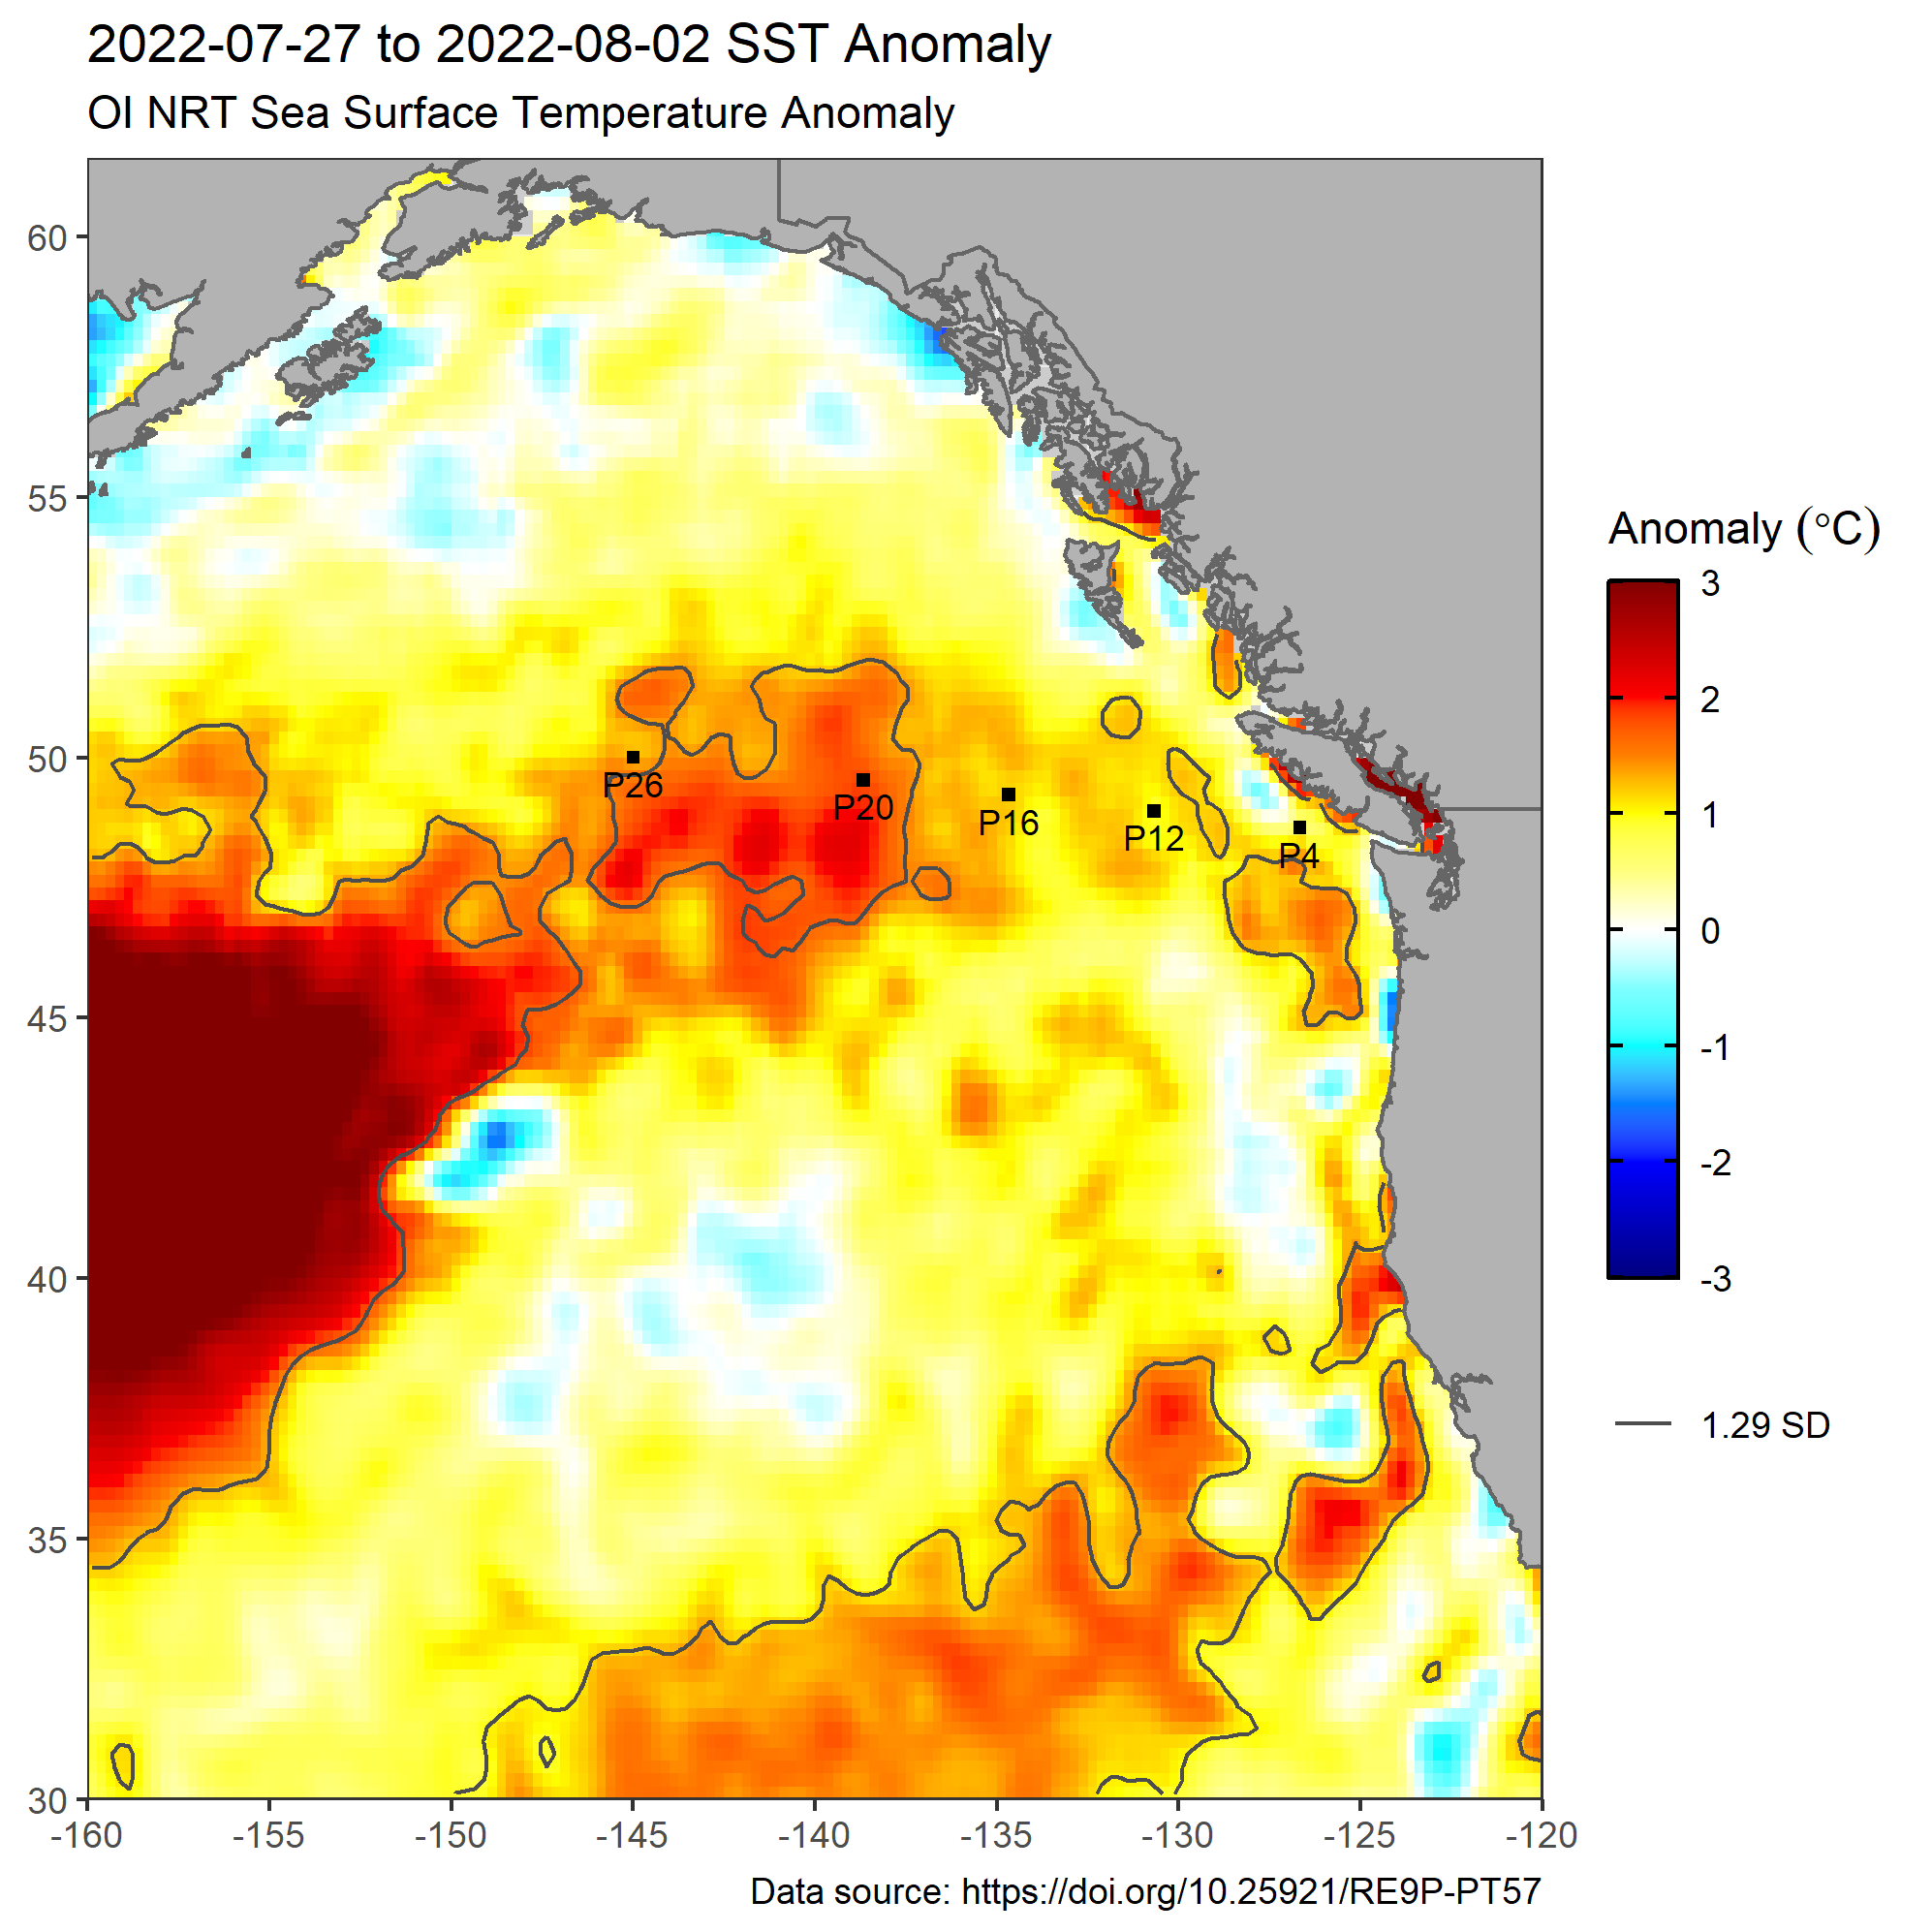 2022-07-27 to 2022-08-02 SST Anomaly
OI NRT Sea Surface Temperature Anomaly
60
55
50
45
40
35
30
-160
-155
-150
-145
-140
-135
-130
-125
-120
P26
P20
P16
P12
P4
Anomaly (°C)
3
2
1
0
-1
-2
-3
1.29 SD
Data source: https://doi.org/10.25921/RE9P-PT57